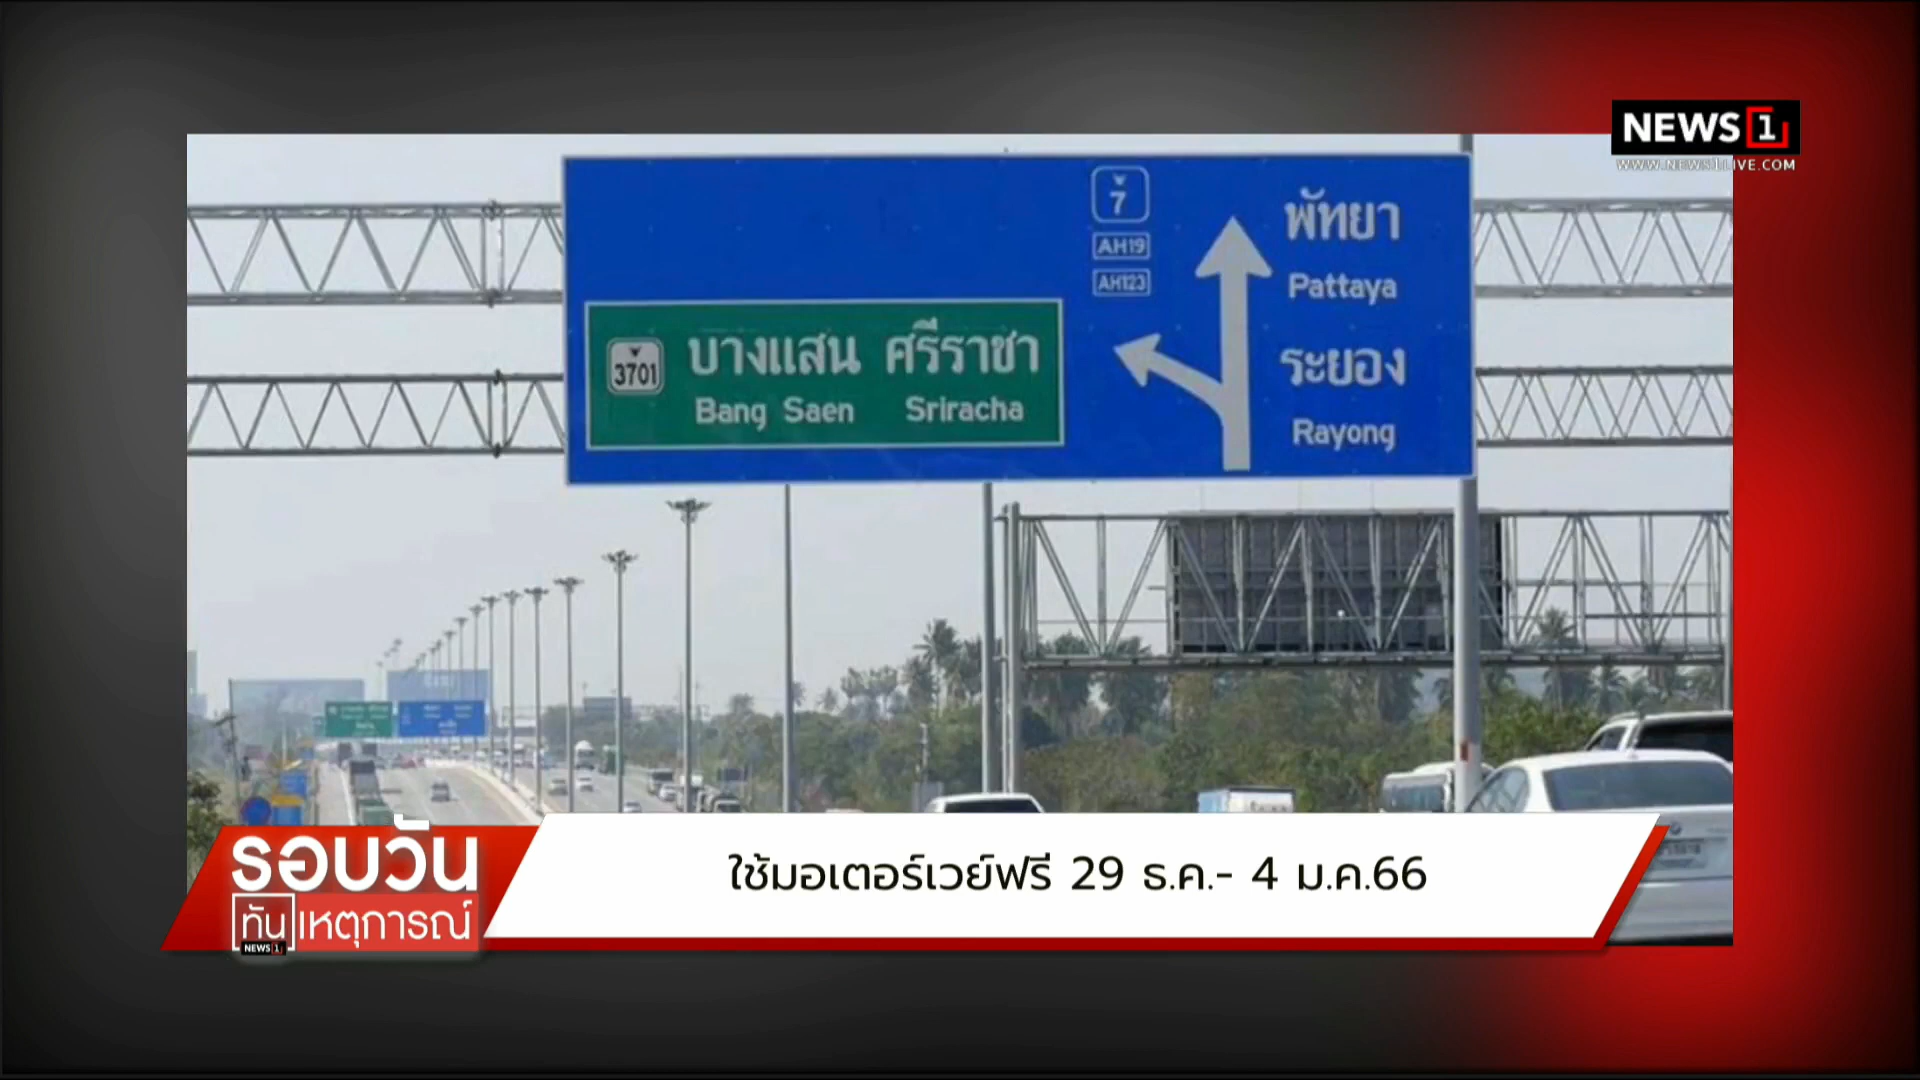 NEWS 1
WWW.NEWS1LIVE.COM
7
AH19
AH123
พัทยา
Pattaya
ระยอง
Rayong
3701
บางแสน ศรีราชา
Bang Saen Sriracha
รอบวัน
ทันเหตุการณ์
NEWS 1
ใช้มอเตอร์เวย์ฟรี 29 ธ.ค.- 4 ม.ค.66